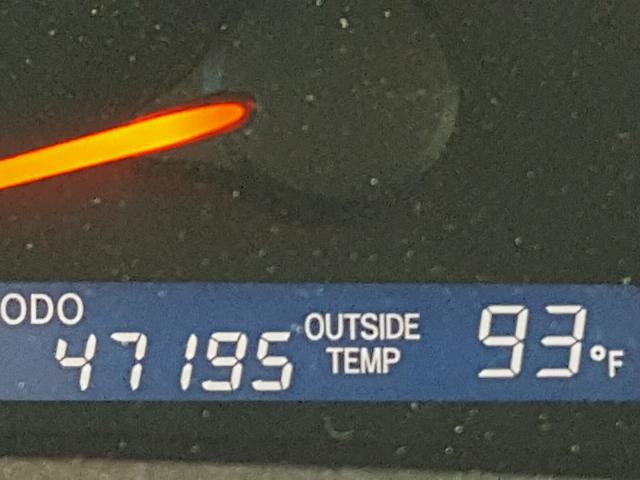 ODO
47195
OUTSIDE
TEMP
93°F